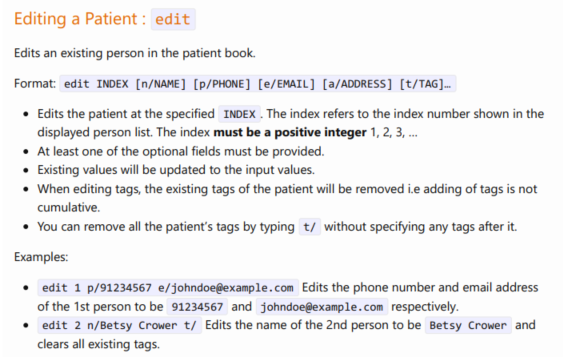 Editing a Patient : edit
Edits an existing person in the patient book.
Format: edit INDEX [n/NAME] [p/PHONE] [e/EMAIL] [a/ADDRESS] [t/TAG]…
• Edits the patient at the specified INDEX . The index refers to the index number shown in the
displayed person list. The index must be a positive integer 1, 2, 3, …
• At least one of the optional fields must be provided.
• Existing values will be updated to the input values.
• When editing tags, the existing tags of the patient will be removed i.e adding of tags is not
cumulative.
• You can remove all the patient's tags by typing t/ without specifying any tags after it.
Examples:
• edit 1 p/91234567 e/johndoe@example.com Edits the phone number and email address
of the 1st person to be 91234567 and johndoe@example.com respectively.
• edit 2 n/Betsy Crower t/ Edits the name of the 2nd person to be Betsy Crower and
clears all existing tags.